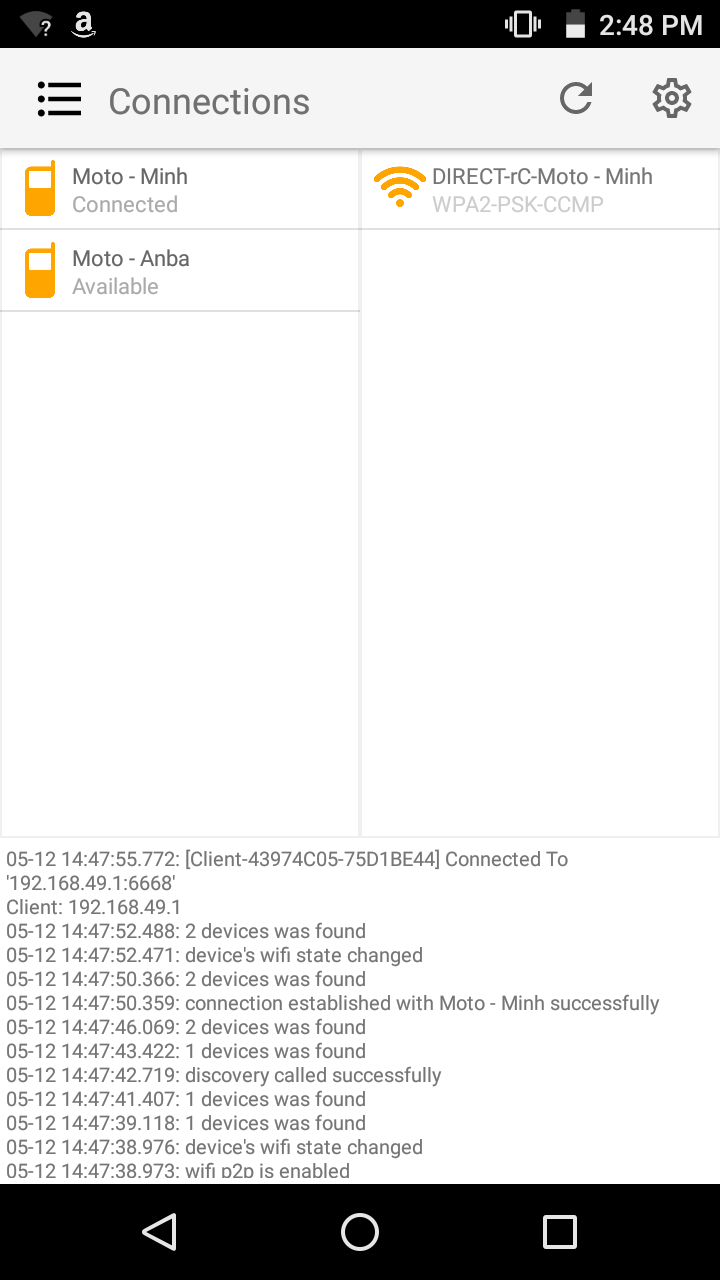 2:48 PM
Connections
Moto - Minh
Connected
Moto - Anba
Available
DIRECT-rC-Moto - Minh
WPA2-PSK-CCMP
05-12 14:47:55.772: [Client-43974C05-75D1BE44] Connected To
'192.168.49.1:6668'
Client: 192.168.49.1
05-12 14:47:52.488: 2 devices was found
05-12 14:47:52.471: device's wifi state changed
05-12 14:47:50.366: 2 devices was found
05-12 14:47:50.359: connection established with Moto - Minh successfully
05-12 14:47:46.069: 2 devices was found
05-12 14:47:43.422: 1 devices was found
05-12 14:47:42.719: discovery called successfully
05-12 14:47:41.407: 1 devices was found
05-12 14:47:39.118: 1 devices was found
05-12 14:47:38.976: device's wifi state changed
05-12 14:47:38.973: wifi p2p is enabled